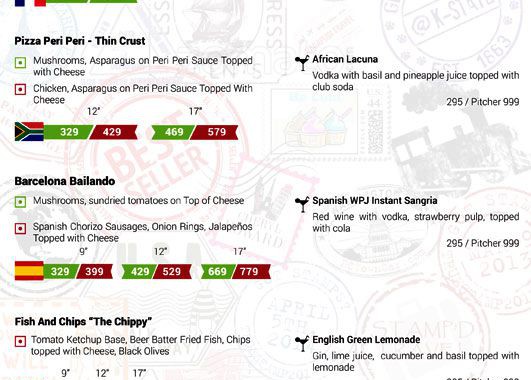 Pizza Peri Peri - Thin Crust
Mushrooms, Asparagus on Peri Peri Sauce Topped
with Cheese
Chicken, Asparagus on Peri Peri Sauce Topped With
Cheese
12" 17"
329 429 469 579
African Lacuna
Vodka with basil and pineapple juice topped with
club soda
295 / Pitcher 999
Barcelona Bailando
Mushrooms, sundried tomatoes on Top of Cheese
Spanish Chorizo Sausages, Onion Rings, Jalapeños
Topped with Cheese
9" 12" 17"
329 399 429 529 669 779
Spanish WPJ Instant Sangria
Red wine with vodka, strawberry pulp, topped
with cola
295 / Pitcher 999
Fish And Chips “The Chippy”
Tomato Ketchup Base, Beer Batter Fried Fish, Chips
topped with Cheese, Black Olives
9" 12" 17"
English Green Lemonade
Gin, lime juice, cucumber and basil topped with
lemonade
BEST
SELLER
@K-STATE
1663
44
APRIL
5TH
STAMP'D